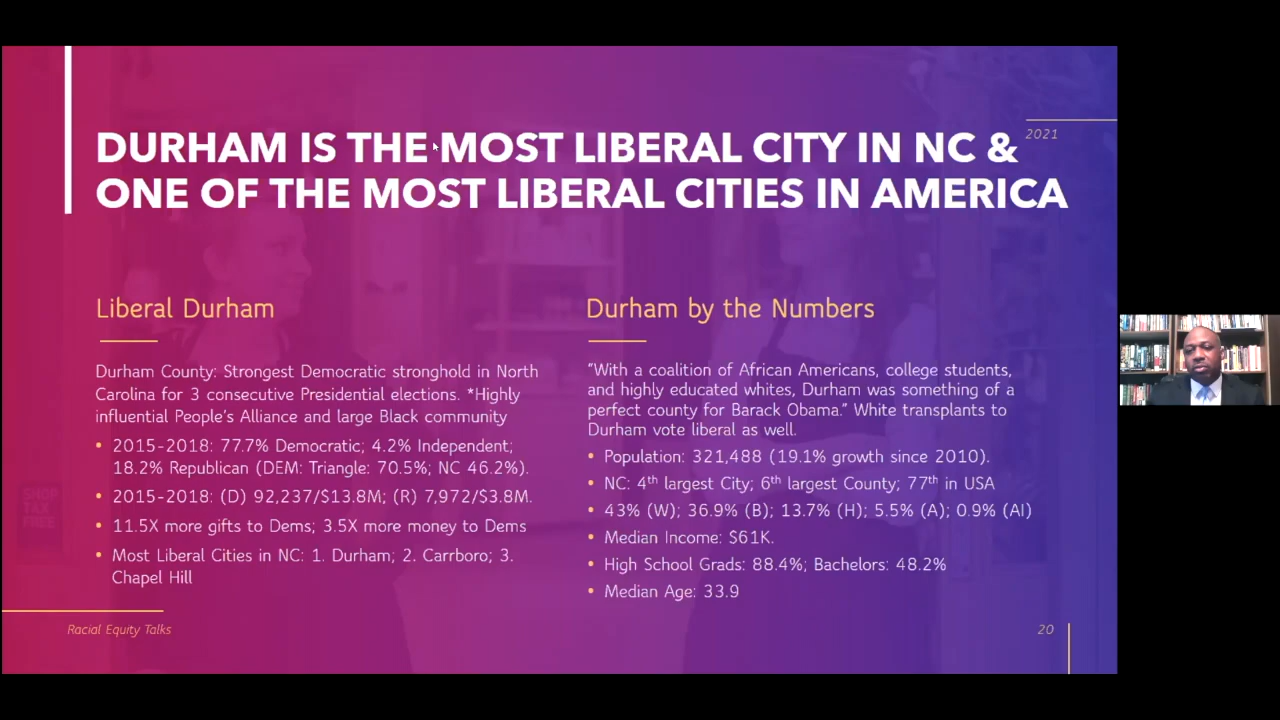 DURHAM IS THE MOST LIBERAL CITY IN NC &
ONE OF THE MOST LIBERAL CITIES IN AMERICA
2021
Liberal Durham
Durham County: Strongest Democratic stronghold in North
Carolina for 3 consecutive Presidential elections. *Highly
influential People's Alliance and large Black community
• 2015-2018: 77.7% Democratic; 4.2% Independent;
18.2% Republican (DEM: Triangle: 70.5%; NC 46.2%).
• 2015-2018: (D) 92,237/$13.8M; (R) 7,972/$3.8M.
• 11.5X more gifts to Dems; 3.5X more money to Dems
• Most Liberal Cities in NC: 1. Durham; 2. Carrboro; 3.
Chapel Hill
Durham by the Numbers
"With a coalition of African Americans, college students,
and highly educated whites, Durham was something of a
perfect county for Barack Obama." White transplants to
Durham vote liberal as well.
• Population: 321,488 (19.1% growth since 2010).
• NC: 4th largest City; 6th largest County; 77th in USA
• 43% (W); 36.9% (B); 13.7% (H); 5.5% (A); 0.9% (AI)
• Median Income: $61K.
• High School Grads: 88.4%; Bachelors: 48.2%
• Median Age: 33.9
SHOP
TAX
FREE
Racial Equity Talks
20